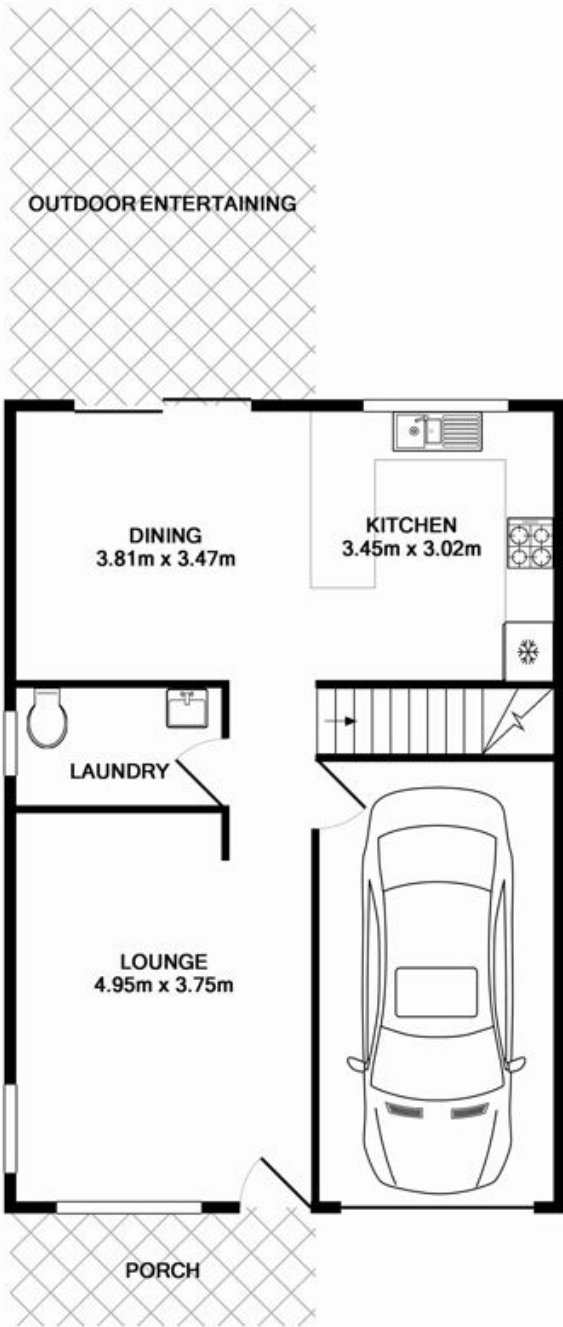 OUTDOOR ENTERTAINING
DINING
3.81m x 3.47m
KITCHEN
3.45m x 3.02m
LAUNDRY
LOUNGE
4.95m x 3.75m
PORCH